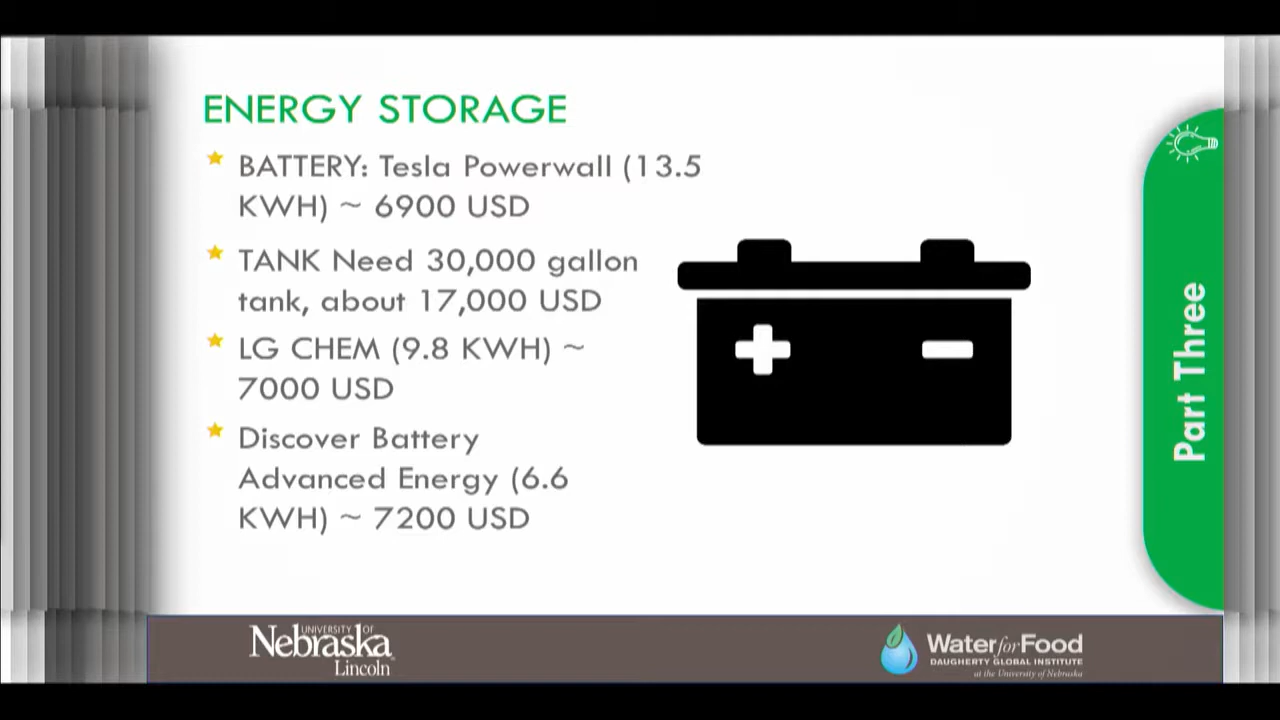 ENERGY STORAGE
BATTERY: Tesla Powerwall (13.5
KWH) ~ 6900 USD
TANK Need 30,000 gallon
tank, about 17,000 USD
LG CHEM (9.8 KWH) ~
7000 USD
Discover Battery
Advanced Energy (6.6
KWH) ~ 7200 USD
Part Three
UNIVERSITY OF
Nebraska
Lincoln
Water for Food
DAUGHERTY GLOBAL INSTITUTE
at the University of Nebraska